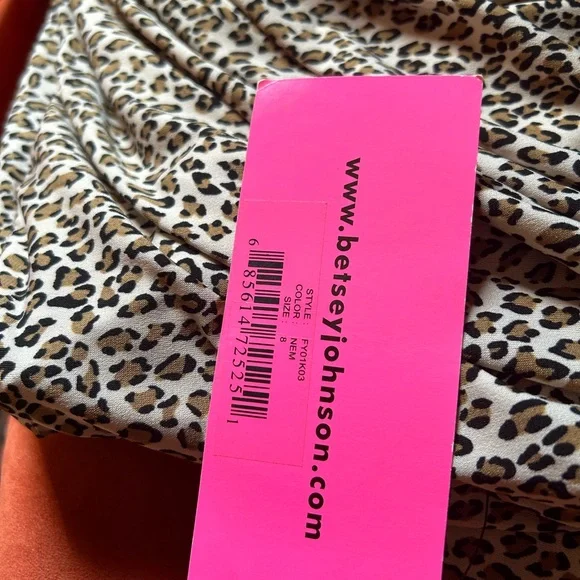 www.betseyjohnson.com
STYLE: FY01K03
COLOR: NEM
SIZE: 8
6 85614 72525 1